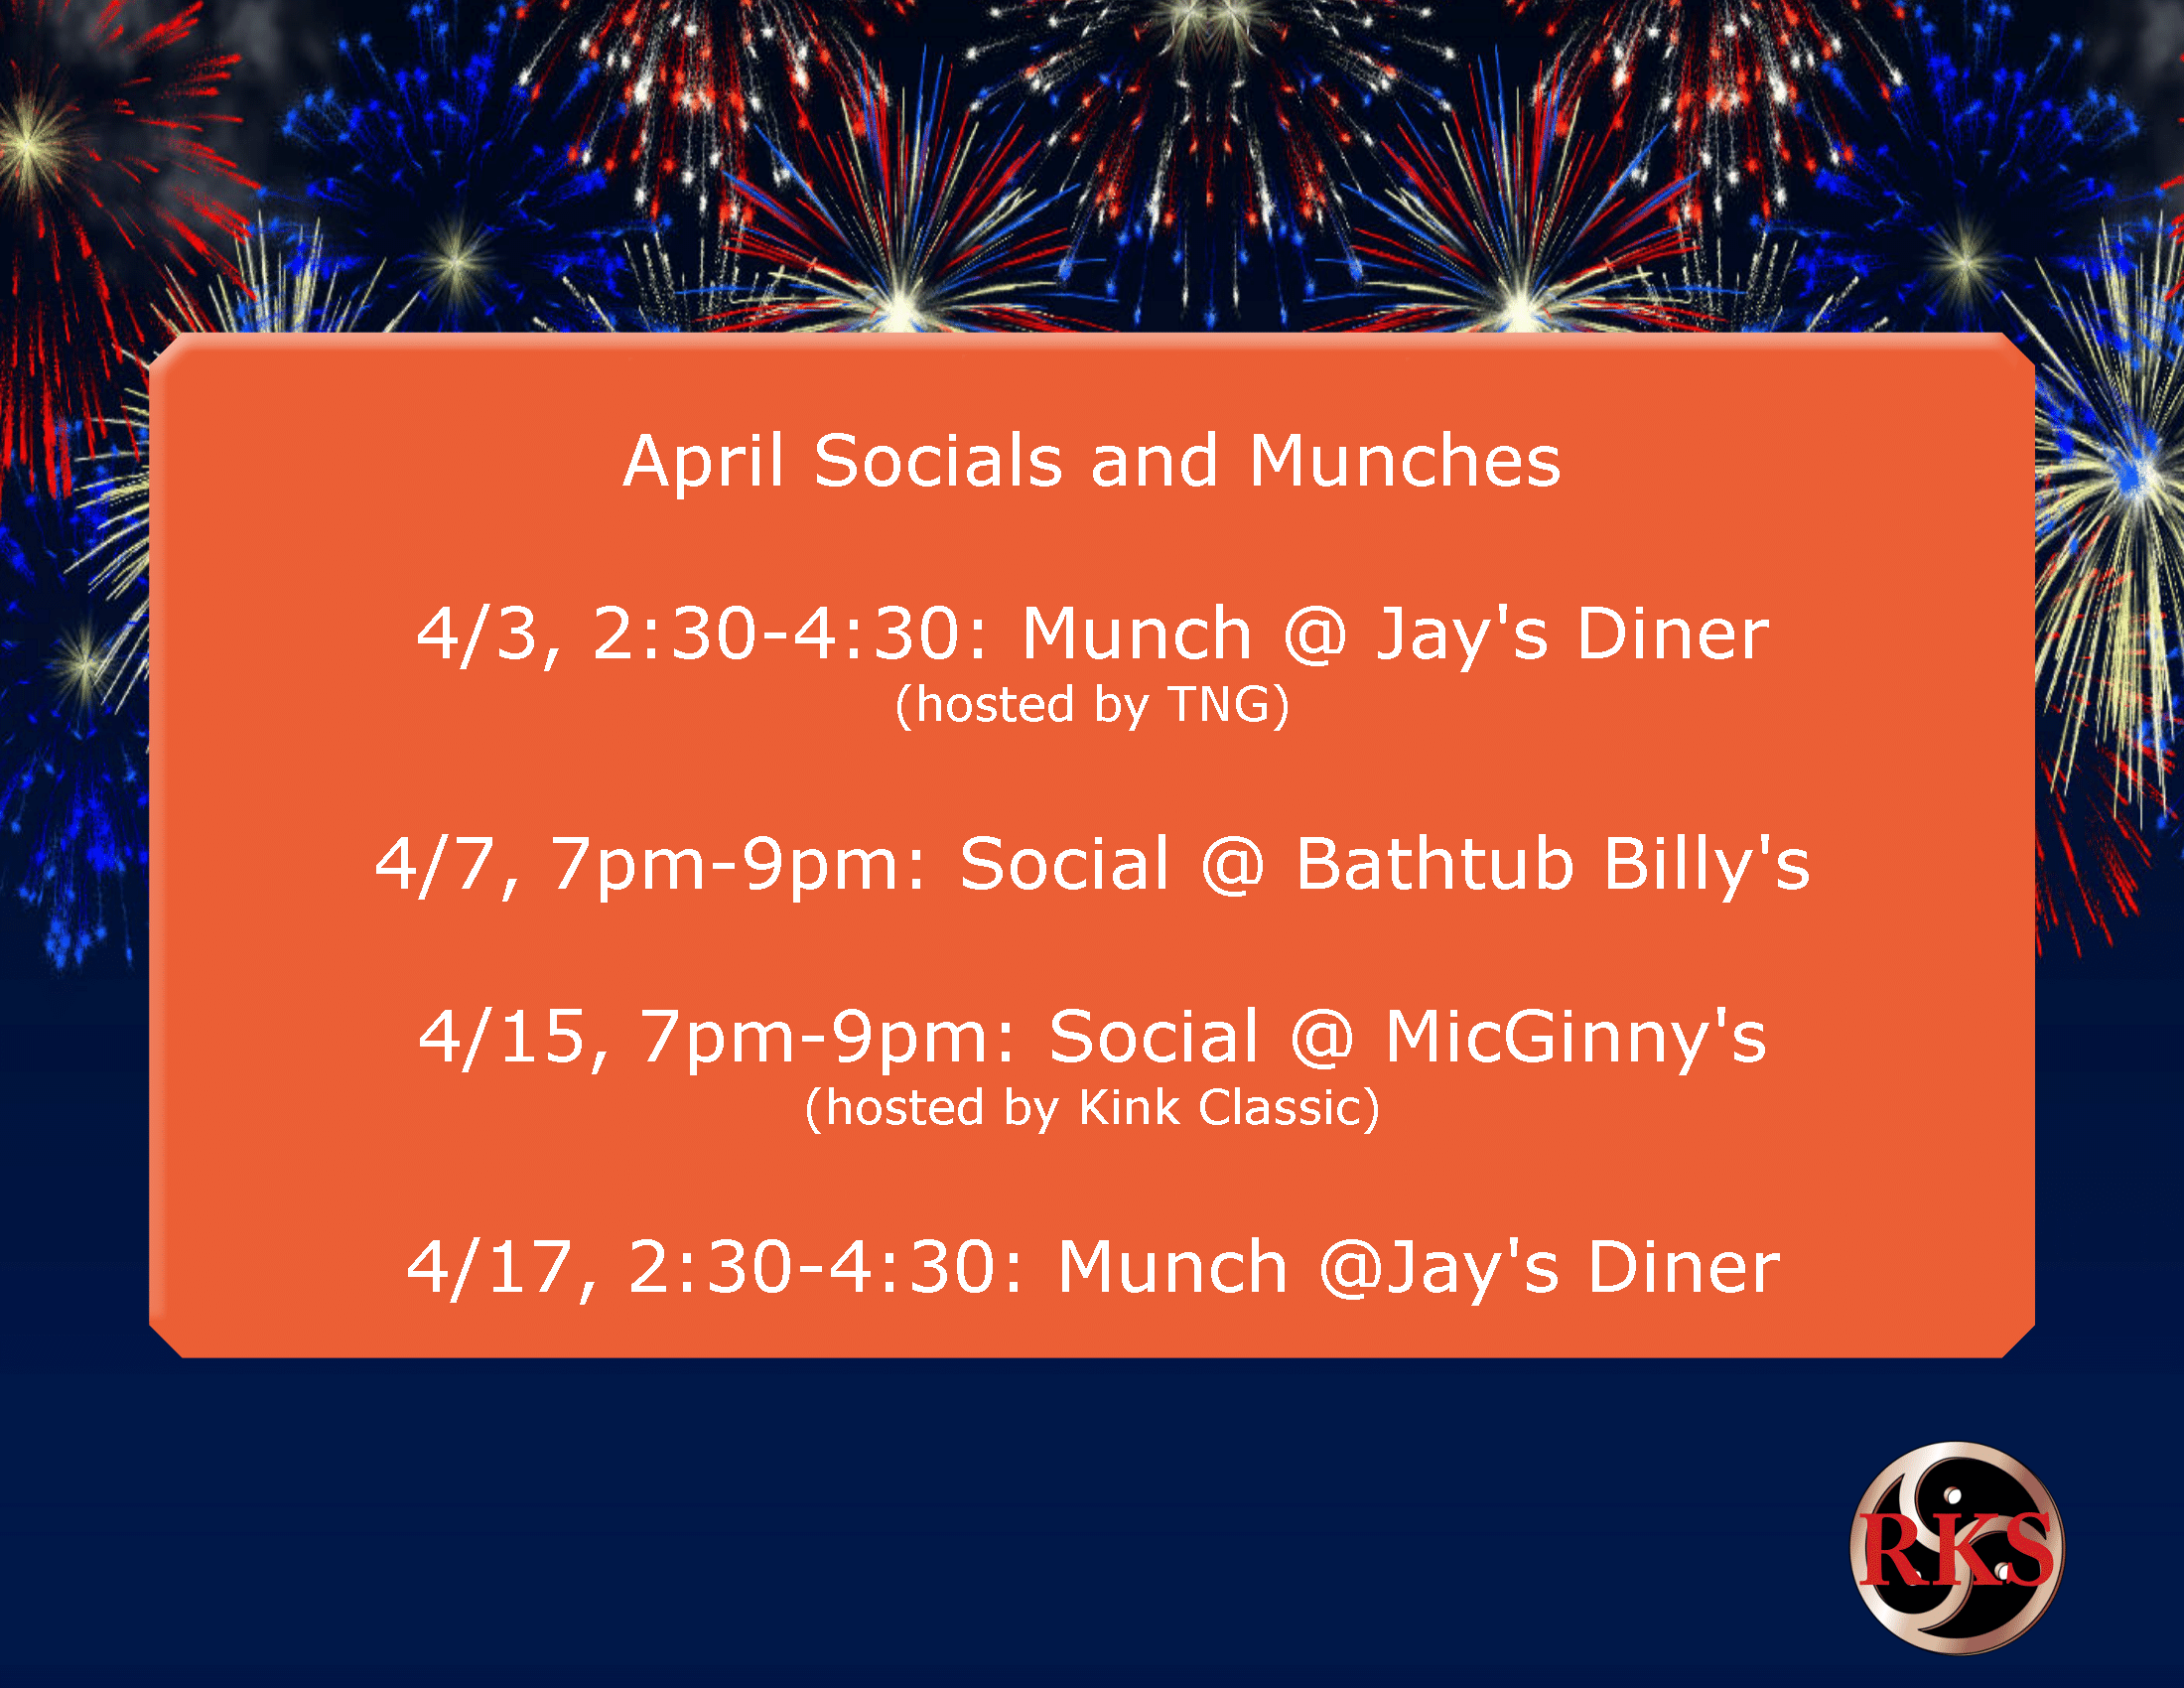 April Socials and Munches
4/3, 2:30-4:30: Munch @ Jay's Diner
(hosted by TNG)
4/7, 7pm-9pm: Social @ Bathtub Billy's
4/15, 7pm-9pm: Social @ MicGinny's
(hosted by Kink Classic)
4/17, 2:30-4:30: Munch @Jay's Diner
RKS